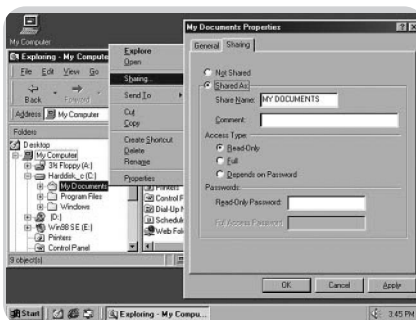 My Computer
Exploring - My Compute
File Edit View Go
Back Forward
Address My Computer
Folders
Desktop
My Computer
3½ Floppy (A:)
Harddisk_c (C:)
My Documents
Program Files
Windows
(D:)
Win98 SE (E:)
Printers
Control Panel
9 object(s)
Explore
Open
Sharing...
Send To
Cut
Copy
Create Shortcut
Delete
Rename
Properties
Printers
Control F
Dial-Up N
Schedul
Web Fol
My Documents Properties
General Sharing
Not Shared
Shared As:
Share Name: MY DOCUMENTS
Comment:
Access Type:
Read-Only
Full
Depends on Password
Passwords:
Read-Only Password:
Full Access Password:
OK Cancel Apply
Start Exploring - My Compu... 3:45 PM